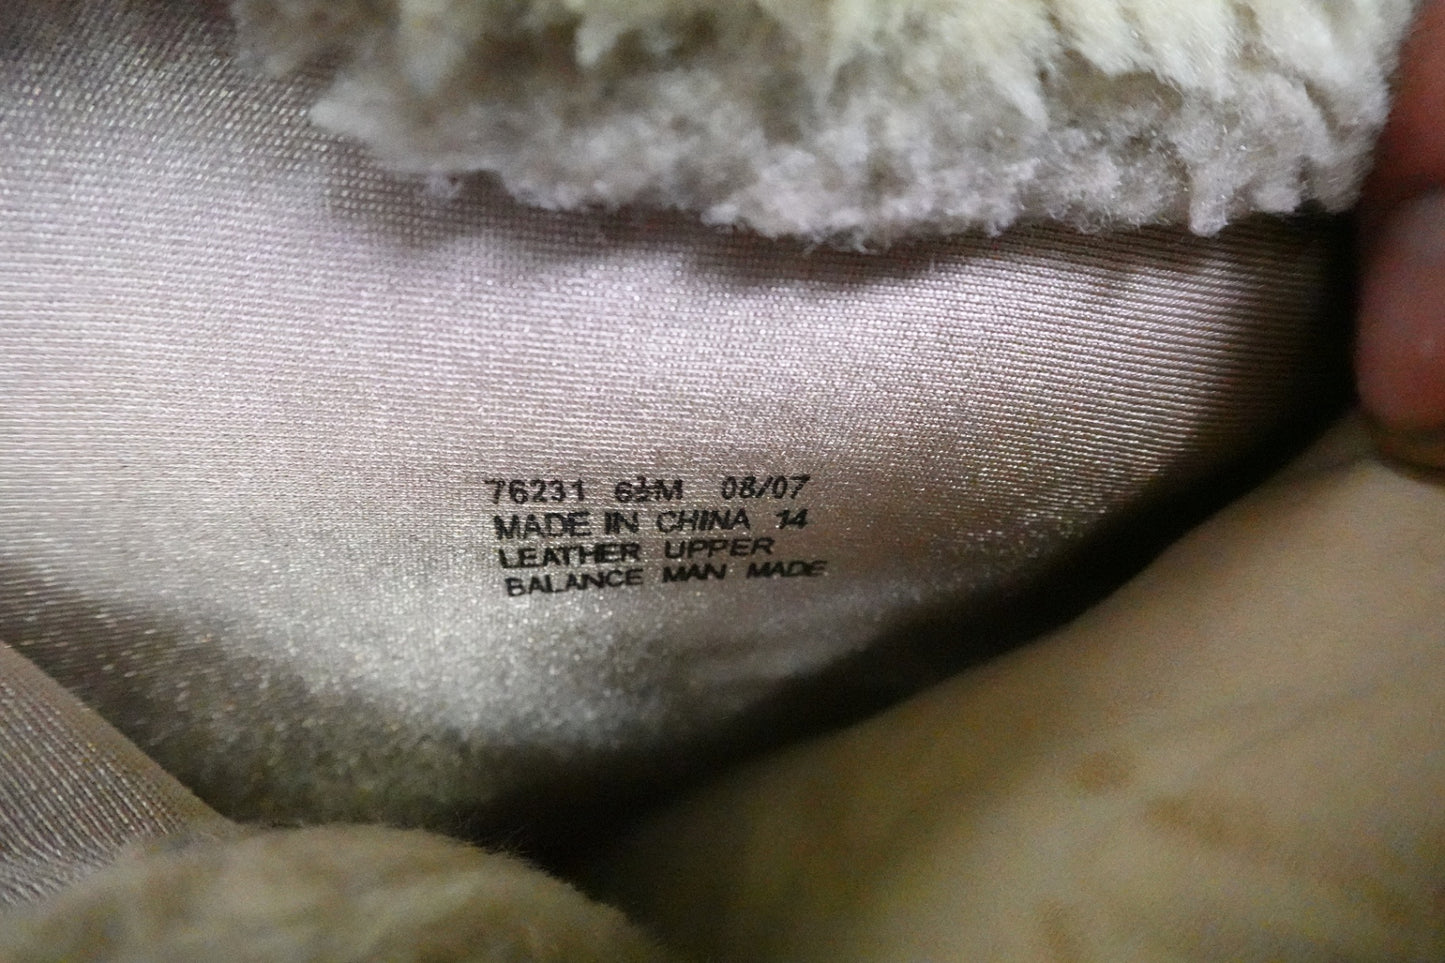 76231 6½M 08/07
MADE IN CHINA 14
LEATHER UPPER
BALANCE MAN MADE